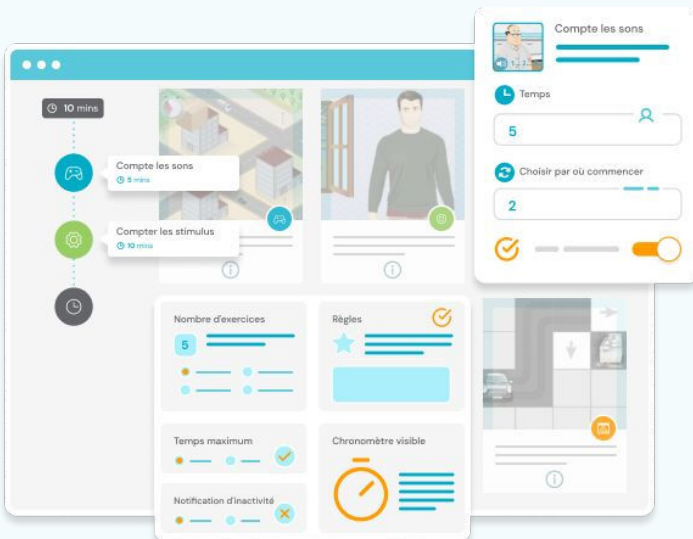 10 mins
Compte les sons
5 mins
Compter les stimulus
10 mins
Nombre d'exercices
5
Règles
Temps maximum
Notification d'inactivité
Chronomètre visible
Compte les sons
Temps
5
Choisir par où commencer
2